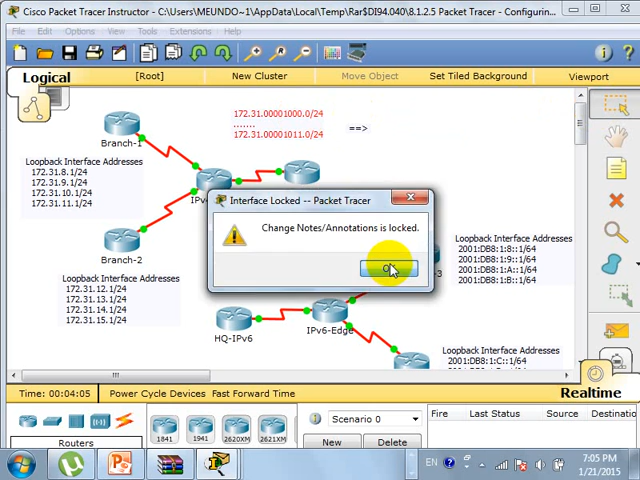 Cisco Packet Tracer Instructor - C:\Users\MEUNDO~1\AppData\Local\Temp\Rar$DI94.040\8.1.2.5 Packet Tracer - Configurin...
File Edit Options View Tools Extensions Help
Logical [Root] New Cluster Move Object Set Tiled Background Viewport
172.31.00001000.0/24
.......
172.31.00001011.0/24
==>
Branch-1
Loopback Interface Addresses
172.31.8.1/24
172.31.9.1/24
172.31.10.1/24
172.31.11.1/24
Interface Locked -- Packet Tracer
Change Notes/Annotations is locked.
Branch-2
Loopback Interface Addresses
172.31.12.1/24
172.31.13.1/24
172.31.14.1/24
172.31.15.1/24
Loopback Interface Addresses
2001:DB8:1:8::1/64
2001:DB8:1:9::1/64
2001:DB8:1:A::1/64
2001:DB8:1:B::1/64
HQ-IPv6
IPv6-Edge
Loopback Interface Addresses
2001:DB8:1:C::1/64
Time: 00:04:05 Power Cycle Devices Fast Forward Time
Realtime
Routers
1841 1941 2620XM 2621XM
Scenario 0
New Delete
Fire Last Status Source Destinatio
EN
7:05 PM
1/21/2015